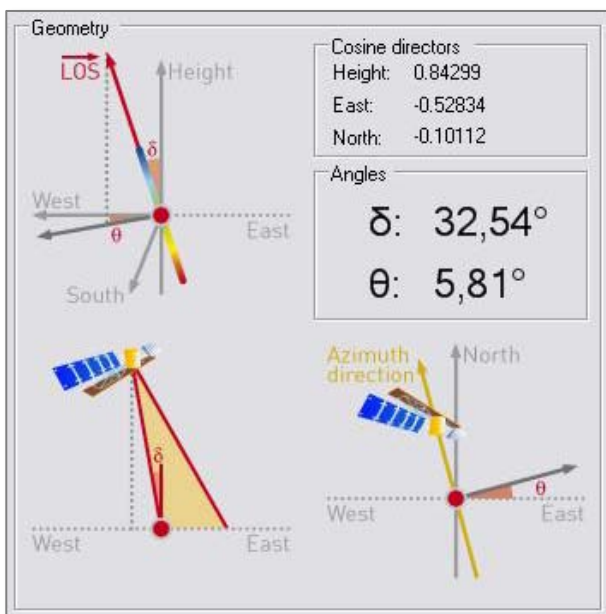 Geometry
LOS
Height
δ
West
θ
East
South
Cosine directors
Height: 0.84299
East: -0.52834
North: -0.10112
Angles
δ: 32,54°
θ: 5,81°
δ
West East
Azimuth
direction
North
θ
West East